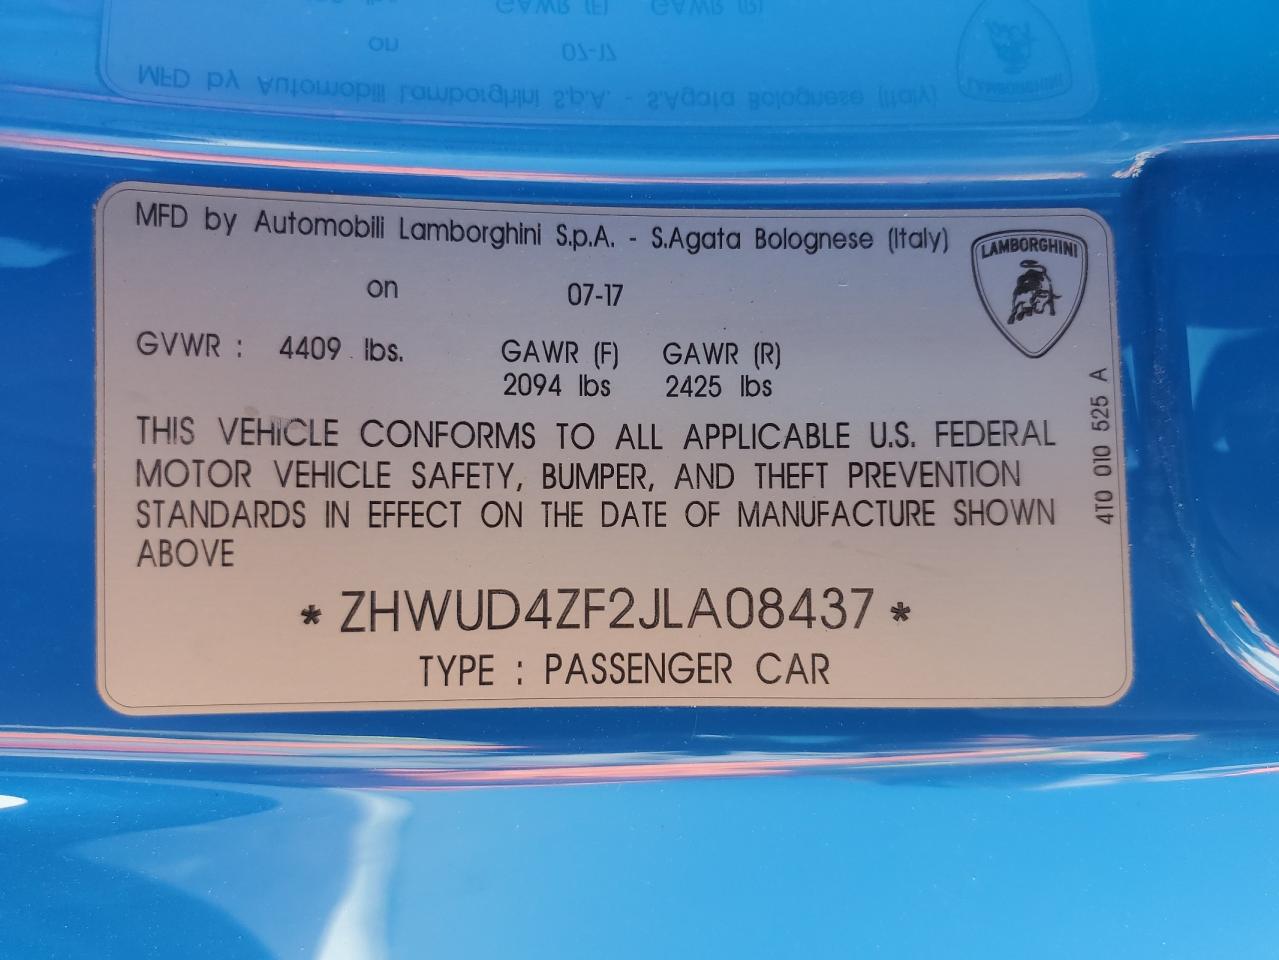 MFD by Automobili Lamborghini S.p.A. - S.Agata Bolognese (Italy)
LAMBORGHINI
on 07-17
GVWR : 4409 lbs. GAWR (F) GAWR (R)
2094 lbs 2425 lbs
4T0 010 525 A
THIS VEHICLE CONFORMS TO ALL APPLICABLE U.S. FEDERAL
MOTOR VEHICLE SAFETY, BUMPER, AND THEFT PREVENTION
STANDARDS IN EFFECT ON THE DATE OF MANUFACTURE SHOWN
ABOVE
* ZHWUD4ZF2JLA08437 *
TYPE : PASSENGER CAR